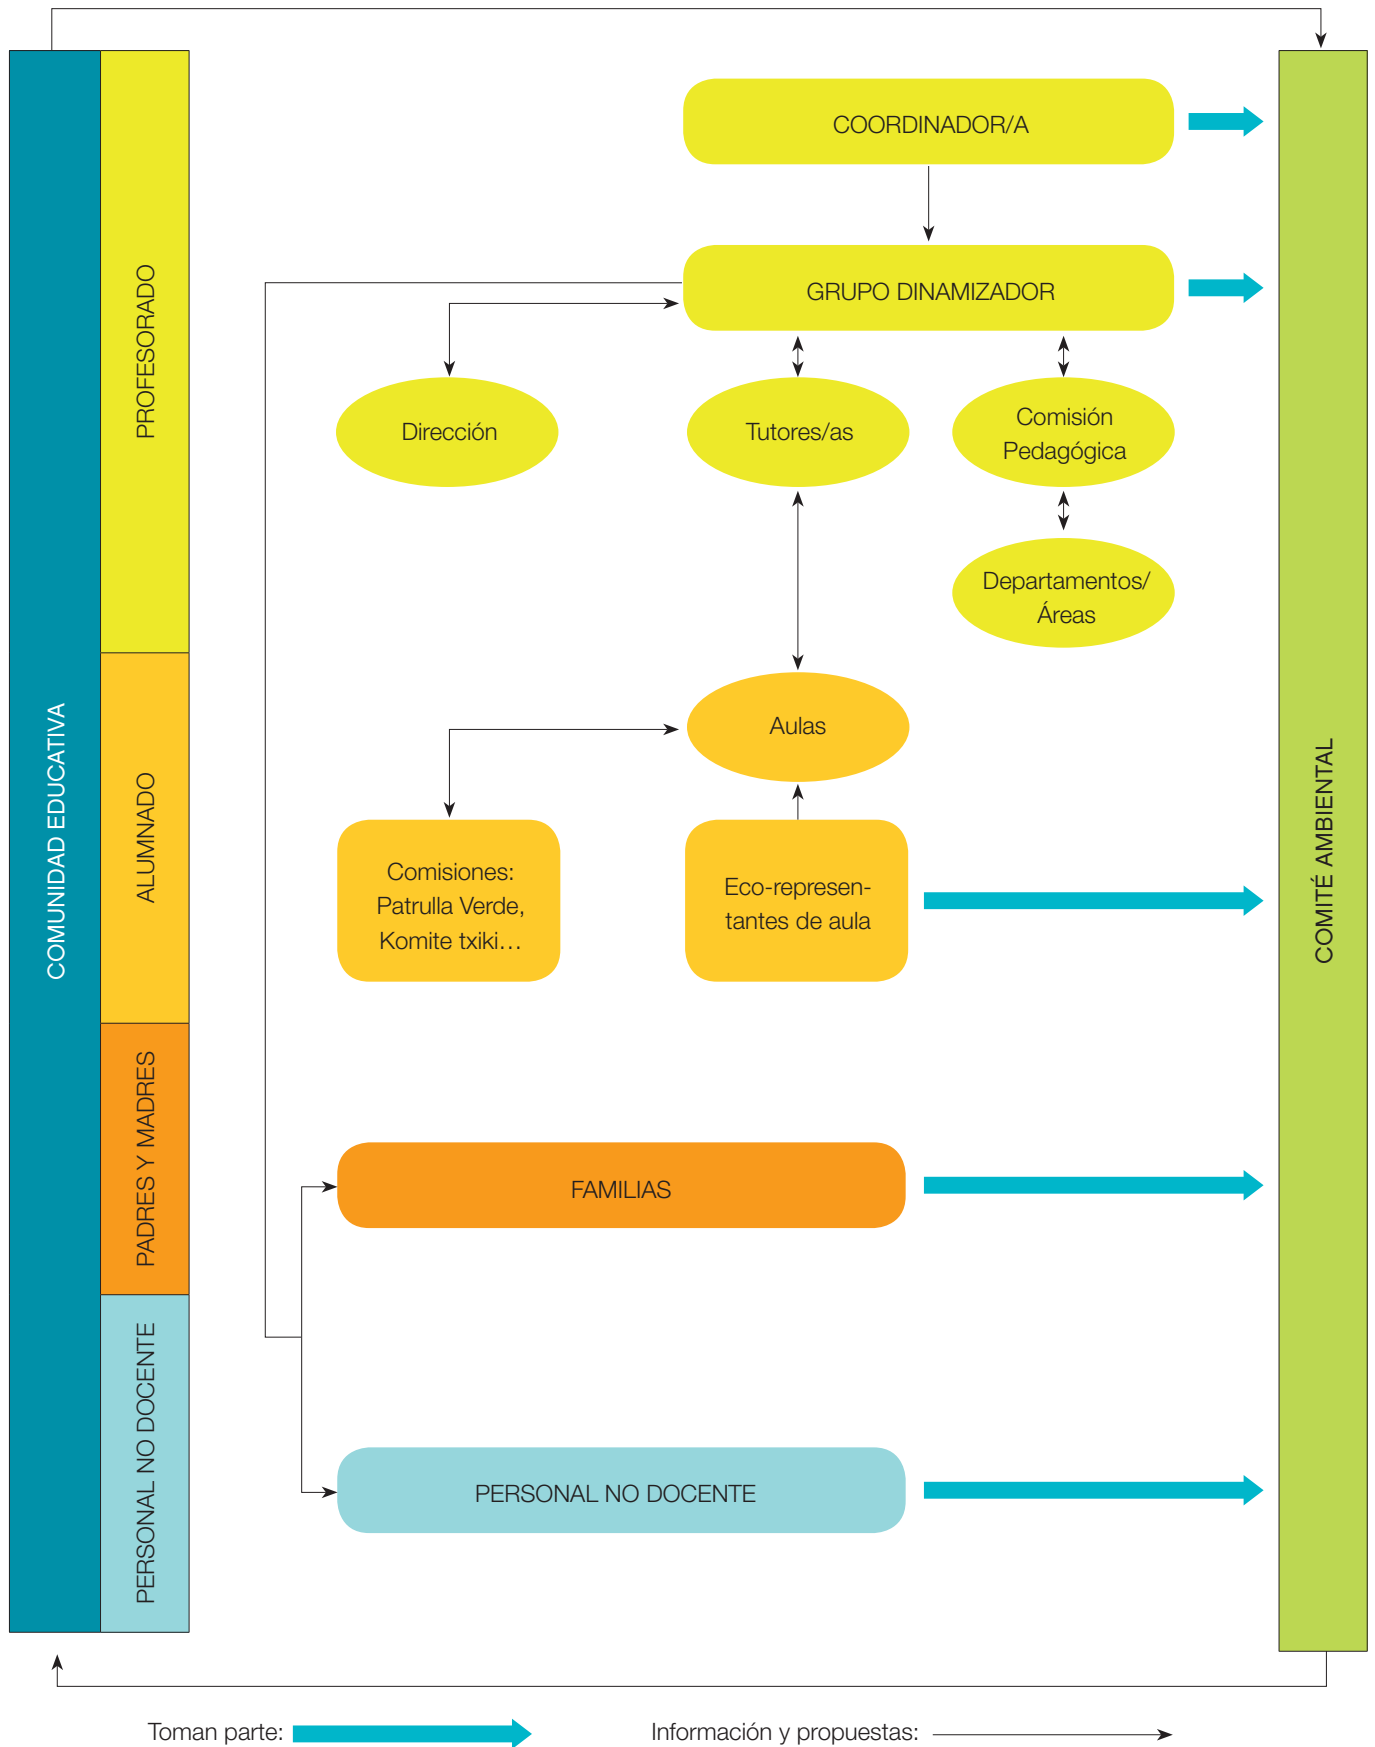 COMUNIDAD EDUCATIVA
PROFESORADO
ALUMNADO
PADRES Y MADRES
PERSONAL NO DOCENTE
COORDINADOR/A
GRUPO DINAMIZADOR
Dirección
Tutores/as
Comisión
Pedagógica
Departamentos/
Áreas
Aulas
Comisiones:
Patrulla Verde,
Komite txiki…
Eco-represen-
tantes de aula
FAMILIAS
PERSONAL NO DOCENTE
COMITÉ AMBIENTAL
Toman parte:
Información y propuestas: